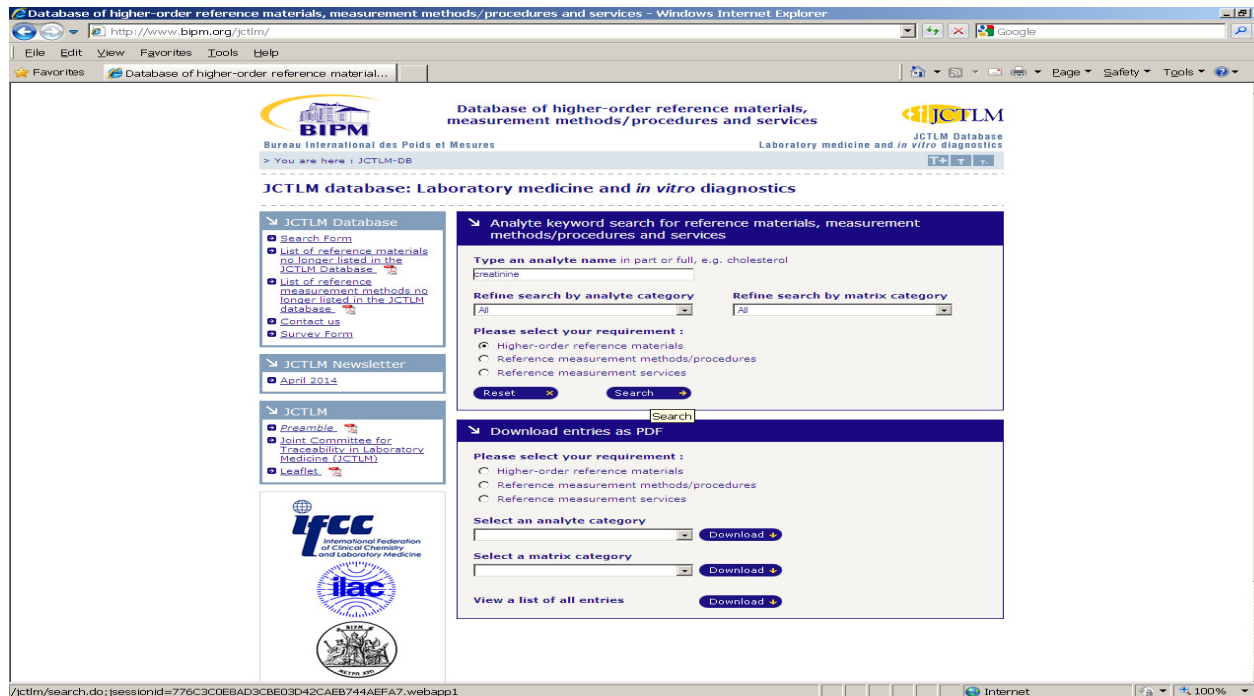 Database of higher-order reference materials, measurement methods/procedures and services - Windows Internet Explorer
http://www.bipm.org/jctlm/
Google
File Edit View Favorites Tools Help
Favorites
Database of higher-order reference material...
Page Safety Tools
BIPM
Database of higher-order reference materials,
measurement methods/procedures and services
JCTLM
Bureau International des Poids et Mesures
JCTLM Database
Laboratory medicine and in vitro diagnostics
> You are here : JCTLM-DB
T+ T T-
JCTLM database: Laboratory medicine and in vitro diagnostics
JCTLM Database
Search Form
List of reference materials
no longer listed in the
JCTLM Database
List of reference
measurement methods no
longer listed in the JCTLM
database
Contact us
Survey Form
JCTLM Newsletter
April 2014
JCTLM
Preamble
Joint Committee for
Traceability in Laboratory
Medicine (JCTLM)
Leaflet
ifcc
International Federation
of Clinical Chemistry
and Laboratory Medicine
ilac
BIPM
ΜΕΤΡΩ ΧΡΩ
Analyte keyword search for reference materials, measurement
methods/procedures and services
Type an analyte name in part or full, e.g. cholesterol
creatinine
Refine search by analyte category
Refine search by matrix category
All
All
Please select your requirement :
Higher-order reference materials
Reference measurement methods/procedures
Reference measurement services
Reset
Search
Search
Download entries as PDF
Please select your requirement :
Higher-order reference materials
Reference measurement methods/procedures
Reference measurement services
Select an analyte category
Download
Select a matrix category
Download
View a list of all entries
Download
/jctlm/search.do;jsessionid=776C3C0E8AD3CBE03D42CAEB744AEFA7.webapp1
Internet
100%